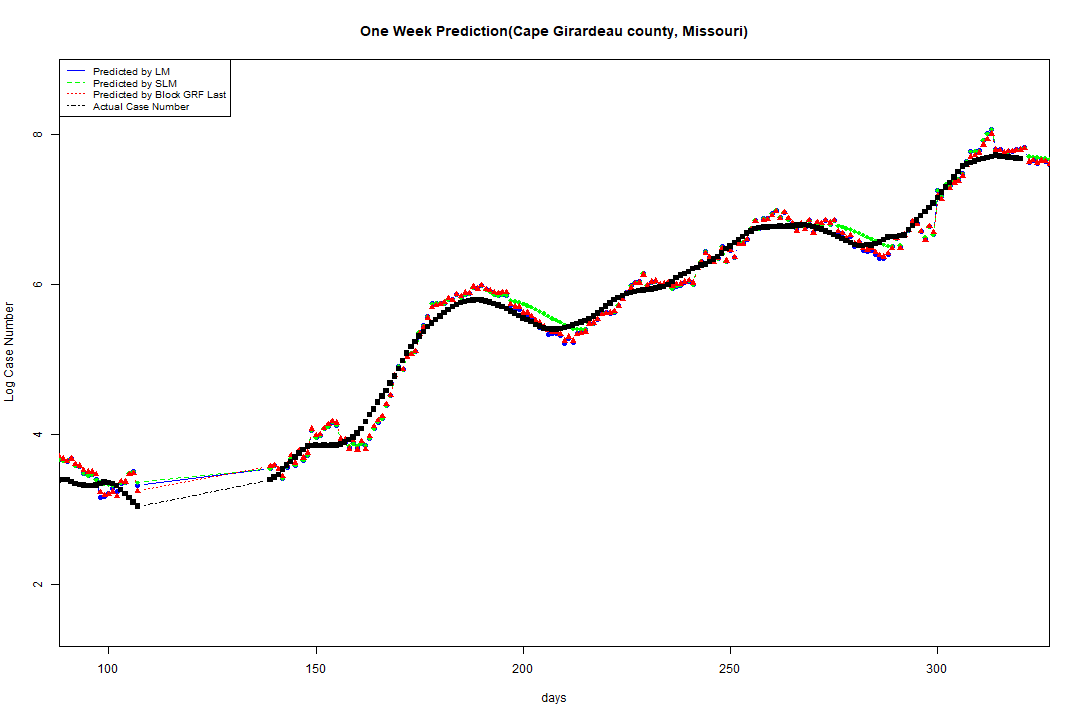 One Week Prediction(Cape Girardeau county, Missouri)
Predicted by LM
Predicted by SLM
Predicted by Block GRF Last
Actual Case Number
Log Case Number
8
6
4
2
100 150 200 250 300
days